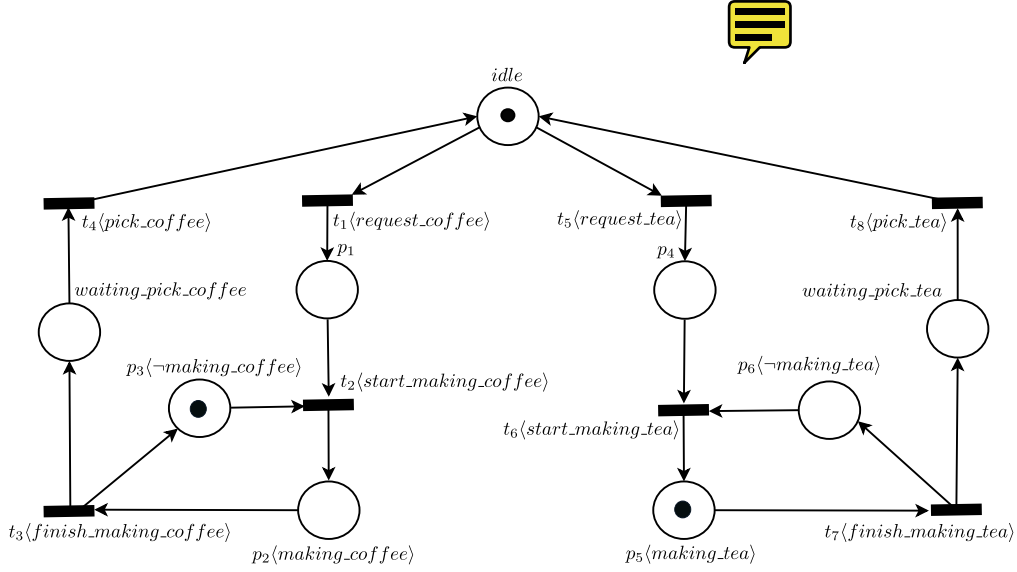 idle
t₄⟨pick_coffee⟩
t₁⟨request_coffee⟩
t₅⟨request_tea⟩
t₈⟨pick_tea⟩
p₁
p₄
waiting_pick_coffee
waiting_pick_tea
p₃⟨¬making_coffee⟩
p₆⟨¬making_tea⟩
t₂⟨start_making_coffee⟩
t₆⟨start_making_tea⟩
t₃⟨finish_making_coffee⟩
t₇⟨finish_making_tea⟩
p₂⟨making_coffee⟩
p₅⟨making_tea⟩